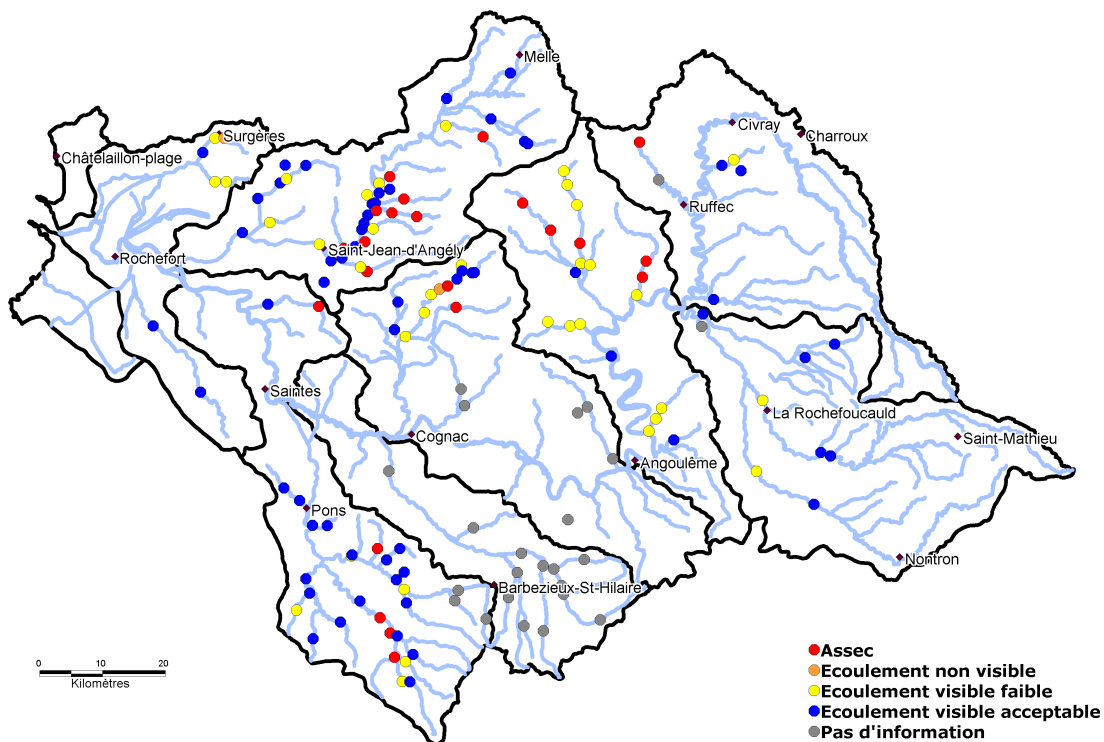 Melle
Surgères
Civray
Charroux
Châtelaillon-plage
Ruffec
Saint-Jean-d'Angély
Rochefort
Saintes
La Rochefoucauld
Cognac
Saint-Mathieu
Angoulême
Pons
Nontron
Barbezieux-St-Hilaire
0 10 20
Kilomètres
Assec
Ecoulement non visible
Ecoulement visible faible
Ecoulement visible acceptable
Pas d'information